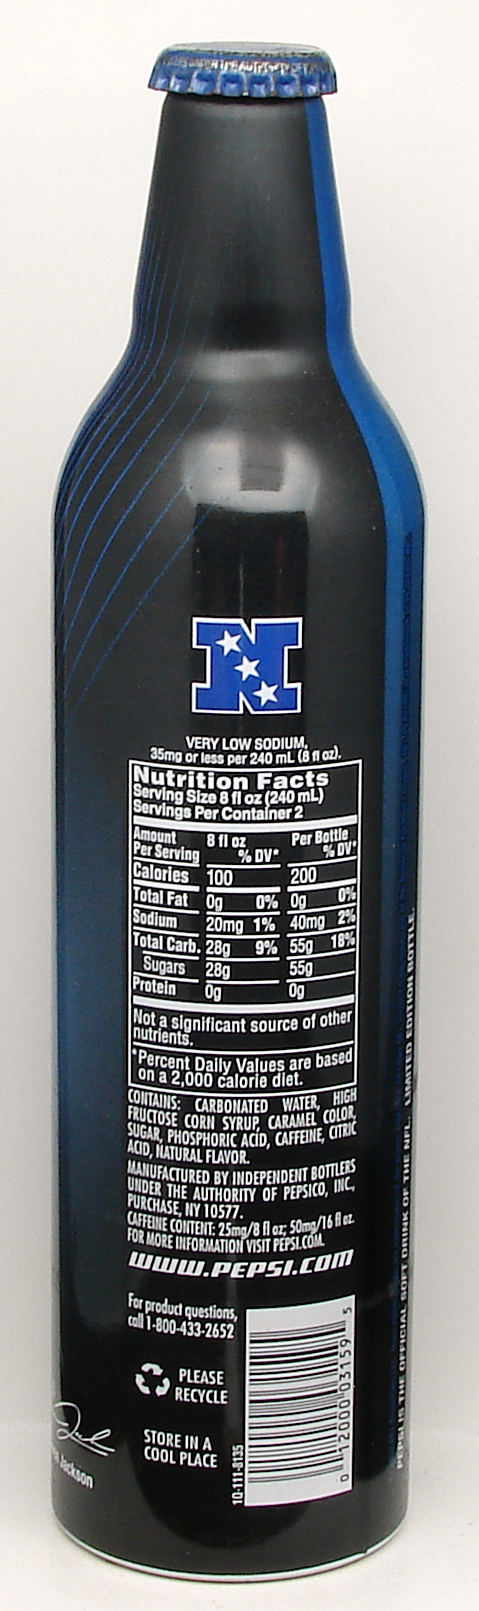 N
VERY LOW SODIUM,
35mg or less per 240 mL (8 fl oz).
Nutrition Facts
Serving Size 8 fl oz (240 mL)
Servings Per Container 2
Amount Per Serving 8 fl oz % DV* Per Bottle % DV*
Calories 100 200
Total Fat 0g 0% 0g 0%
Sodium 20mg 1% 40mg 2%
Total Carb. 28g 9% 55g 18%
Sugars 28g 55g
Protein 0g 0g
Not a significant source of other
nutrients.
*Percent Daily Values are based
on a 2,000 calorie diet.
CONTAINS: CARBONATED WATER, HIGH
FRUCTOSE CORN SYRUP, CARAMEL COLOR,
SUGAR, PHOSPHORIC ACID, CAFFEINE, CITRIC
ACID, NATURAL FLAVOR.
MANUFACTURED BY INDEPENDENT BOTTLERS
UNDER THE AUTHORITY OF PEPSICO, INC.,
PURCHASE, NY 10577.
CAFFEINE CONTENT: 25mg/8 fl oz; 50mg/16 fl oz.
FOR MORE INFORMATION VISIT PEPSI.COM.
WWW.PEPSI.COM
For product questions,
call 1-800-433-2652
PLEASE
RECYCLE
STORE IN A
COOL PLACE
10-111-8135
0 12000 03159 5
Jackson
PEPSI IS THE OFFICIAL SOFT DRINK OF THE NFL. LIMITED EDITION BOTTLE.